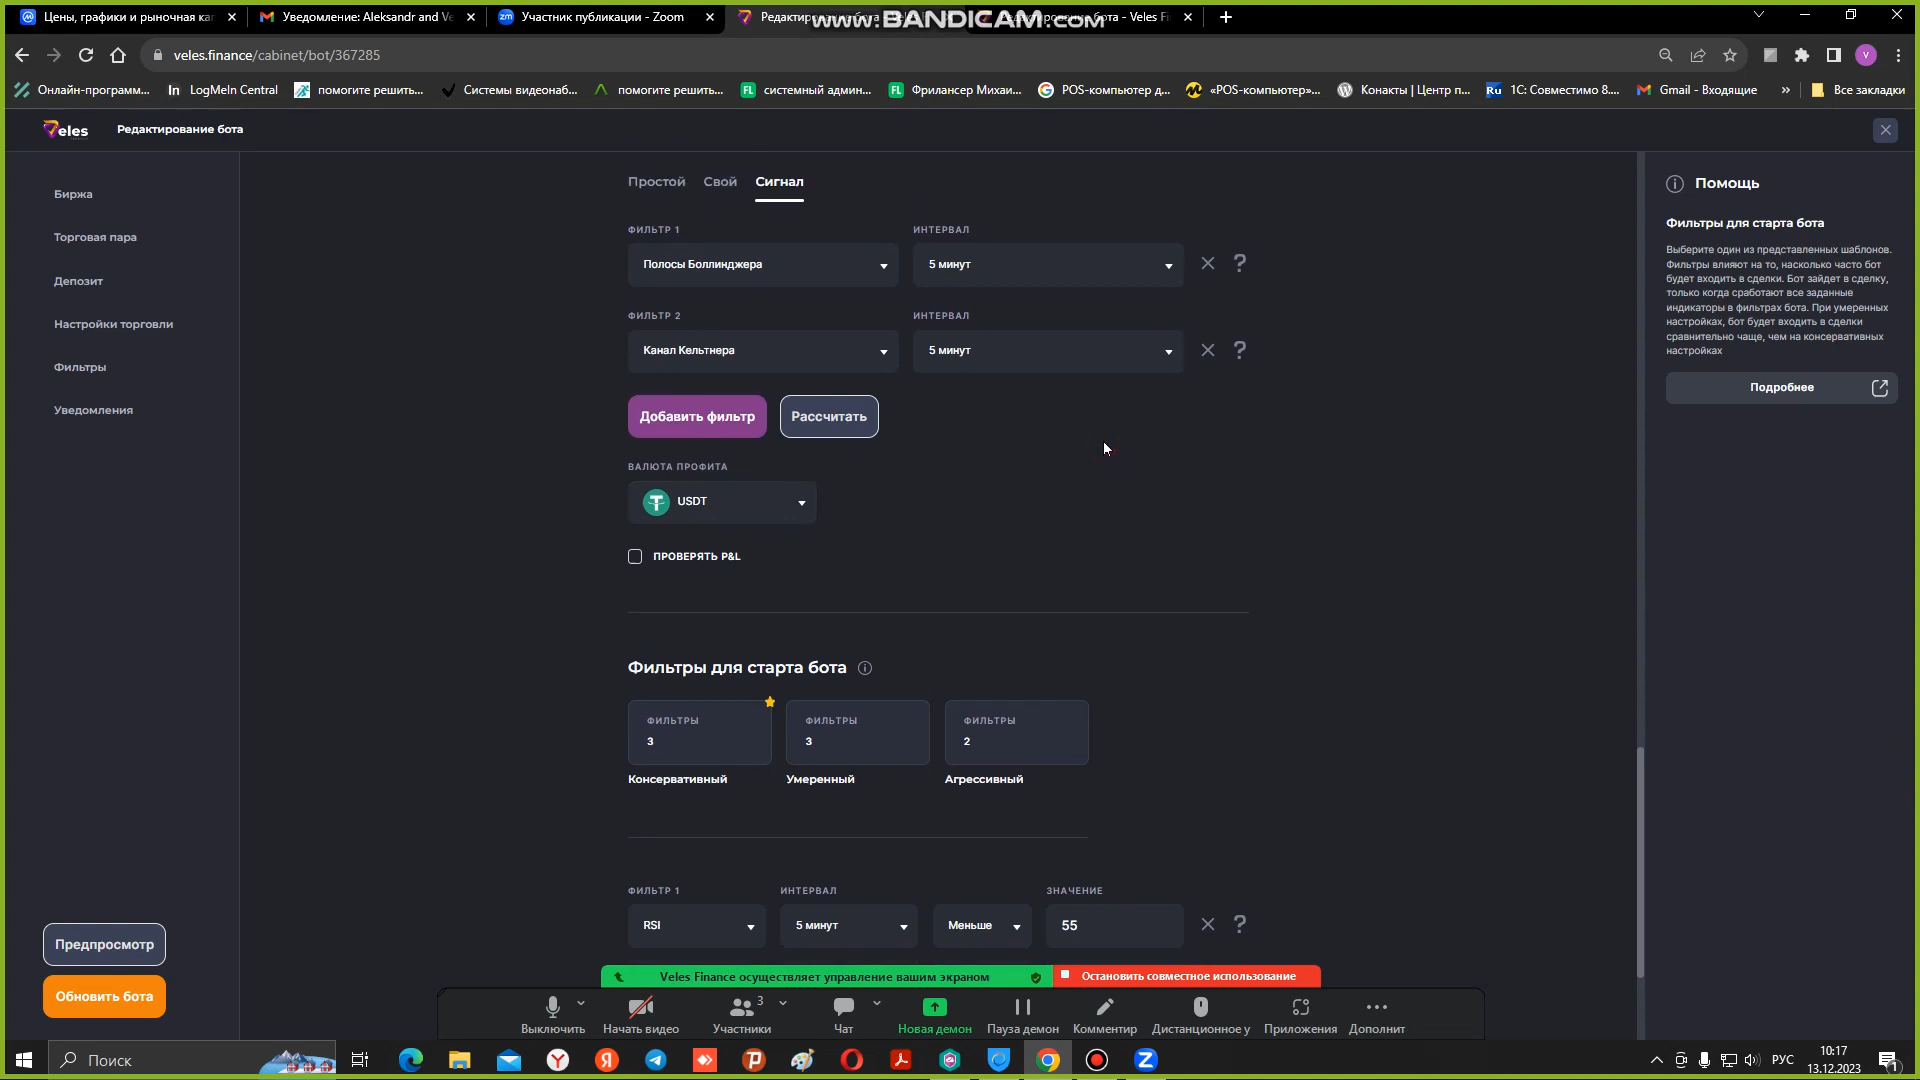 Цены, графики и рыночная ка
Уведомление: Aleksandr and Ve
Участник публикации - Zoom
www.BANDICAM.com
бота - Veles Fi
veles.finance/cabinet/bot/367285
V
Онлайн-программ...
LogMeIn Central
помогите решить...
Системы видеонаб...
помогите решить...
системный админ...
Фрилансер Михаи...
POS-компьютер д...
«POS-компьютер»...
Конакты | Центр п...
1С: Совместимо 8....
Gmail - Входящие
»
Все закладки
Veles
Редактирование бота
Биржа
Торговая пара
Депозит
Настройки торговли
Фильтры
Уведомления
Предпросмотр
Обновить бота
Простой
Свой
Сигнал
ФИЛЬТР 1
ИНТЕРВАЛ
Полосы Боллинджера
5 минут
?
ФИЛЬТР 2
ИНТЕРВАЛ
Канал Кельтнера
5 минут
?
Добавить фильтр
Рассчитать
ВАЛЮТА ПРОФИТА
USDT
ПРОВЕРЯТЬ P&L
Фильтры для старта бота
ФИЛЬТРЫ
3
Консервативный
ФИЛЬТРЫ
3
Умеренный
ФИЛЬТРЫ
2
Агрессивный
ФИЛЬТР 1
ИНТЕРВАЛ
ЗНАЧЕНИЕ
RSI
5 минут
Меньше
55
?
Помощь
Фильтры для старта бота
Выберите один из представленных шаблонов.
Фильтры влияют на то, насколько часто бот
будет входить в сделки. Бот зайдет в сделку,
только когда сработают все заданные
индикаторы в фильтрах бота. При умеренных
настройках, бот будет входить в сделки
сравнительно чаще, чем на консервативных
настройках
Подробнее
Veles Finance осуществляет управление вашим экраном
Остановить совместное использование
Выключить
Начать видео
3
Участники
Чат
Новая демон
Пауза демон
Комментир
Дистанционное у
Приложения
Дополнит
Поиск
РУС
10:17
13.12.2023
1